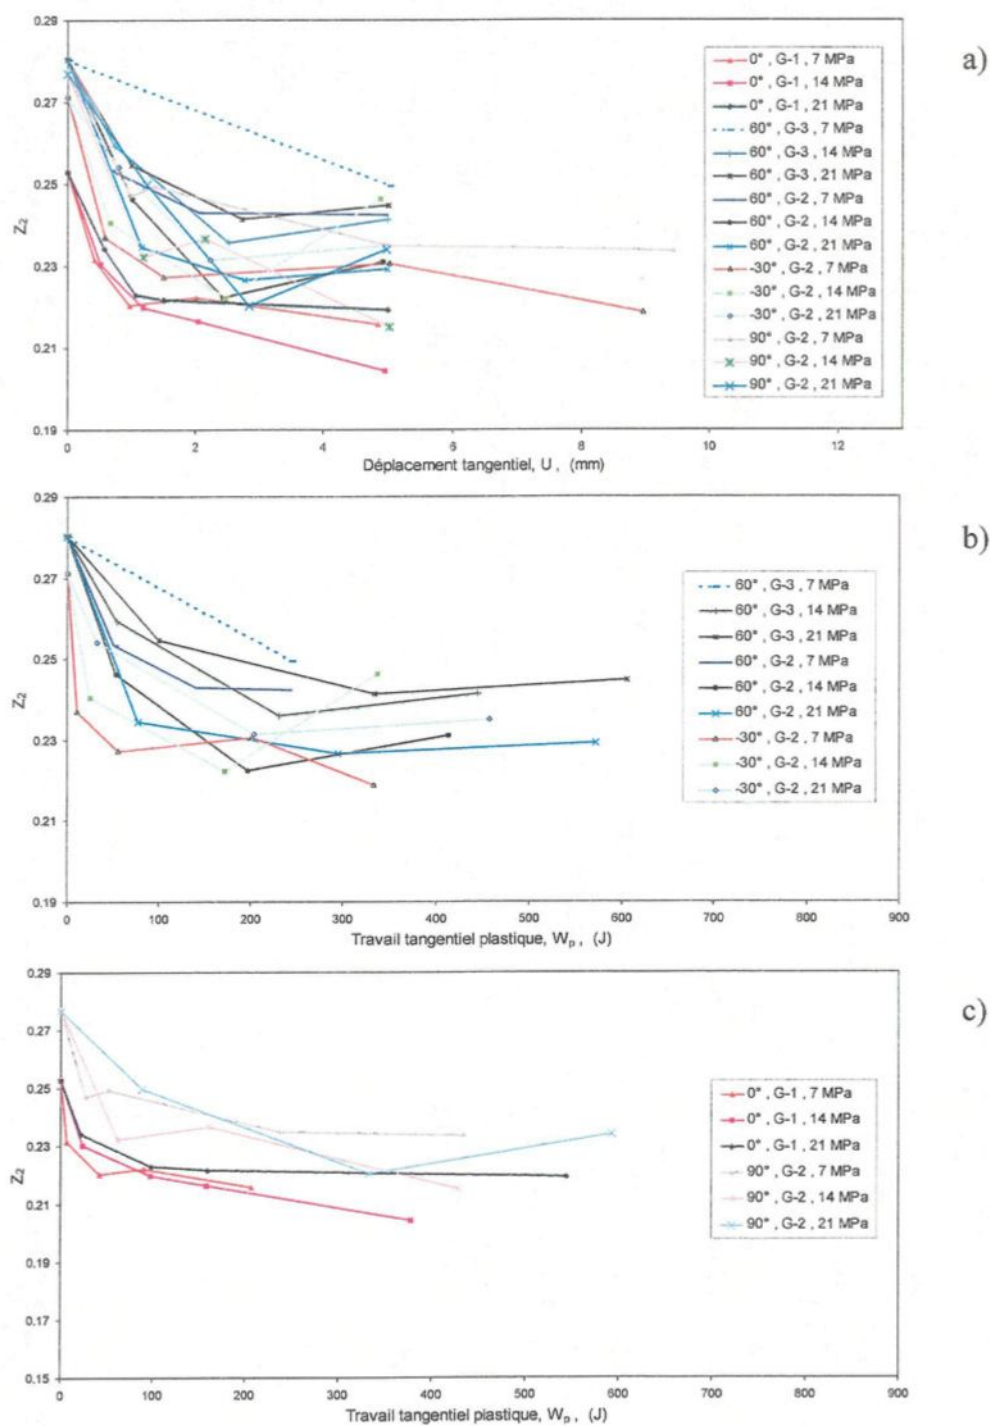 a)
0.29
0.27
0.25
0.23
0.21
0.19
Z₂
0
2
4
6
8
10
12
Déplacement tangentiel, U , (mm)
0° , G-1 , 7 MPa
0° , G-1 , 14 MPa
0° , G-1 , 21 MPa
60° , G-3 , 7 MPa
60° , G-3 , 14 MPa
60° , G-3 , 21 MPa
60° , G-2 , 7 MPa
60° , G-2 , 14 MPa
60° , G-2 , 21 MPa
-30° , G-2 , 7 MPa
-30° , G-2 , 14 MPa
-30° , G-2 , 21 MPa
90° , G-2 , 7 MPa
90° , G-2 , 14 MPa
90° , G-2 , 21 MPa
b)
0.29
0.27
0.25
0.23
0.21
0.19
Z₂
0
100
200
300
400
500
600
700
800
900
Travail tangentiel plastique, Wₚ , (J)
60° , G-3 , 7 MPa
60° , G-3 , 14 MPa
60° , G-3 , 21 MPa
60° , G-2 , 7 MPa
60° , G-2 , 14 MPa
60° , G-2 , 21 MPa
-30° , G-2 , 7 MPa
-30° , G-2 , 14 MPa
-30° , G-2 , 21 MPa
c)
0.29
0.27
0.25
0.23
0.21
0.19
0.17
0.15
Z₂
0
100
200
300
400
500
600
700
800
900
Travail tangentiel plastique, Wₚ , (J)
0° , G-1 , 7 MPa
0° , G-1 , 14 MPa
0° , G-1 , 21 MPa
90° , G-2 , 7 MPa
90° , G-2 , 14 MPa
90° , G-2 , 21 MPa